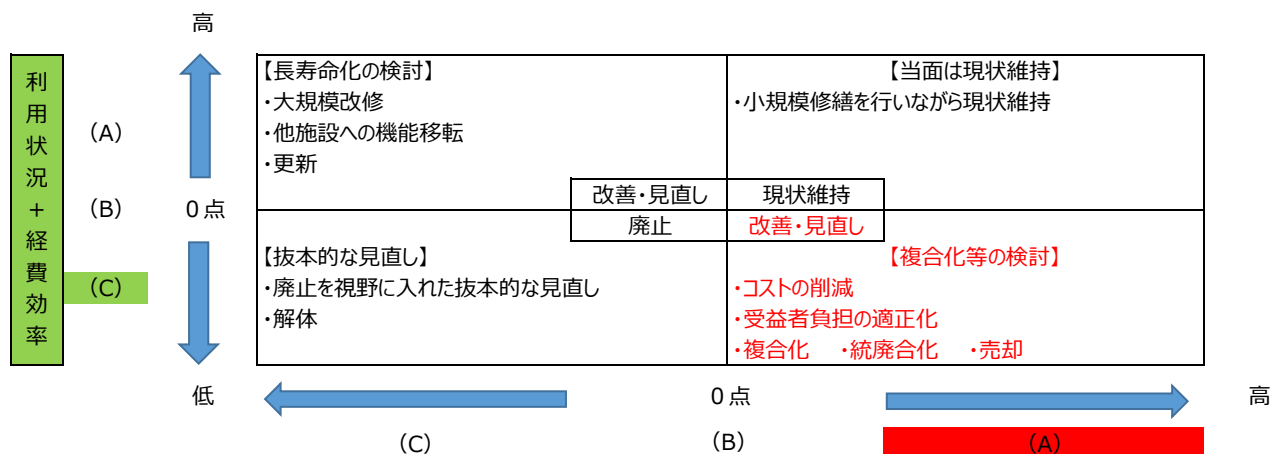 高
利用状況+経費効率
(A)
(B)
(C)
0点
低
【長寿命化の検討】
・大規模改修
・他施設への機能移転
・更新
【当面は現状維持】
・小規模修繕を行いながら現状維持
改善・見直し
現状維持
廃止
改善・見直し
【抜本的な見直し】
・廃止を視野に入れた抜本的な見直し
・解体
【複合化等の検討】
・コストの削減
・受益者負担の適正化
・複合化 ・統廃合化 ・売却
0点
高
(C)
(B)
(A)